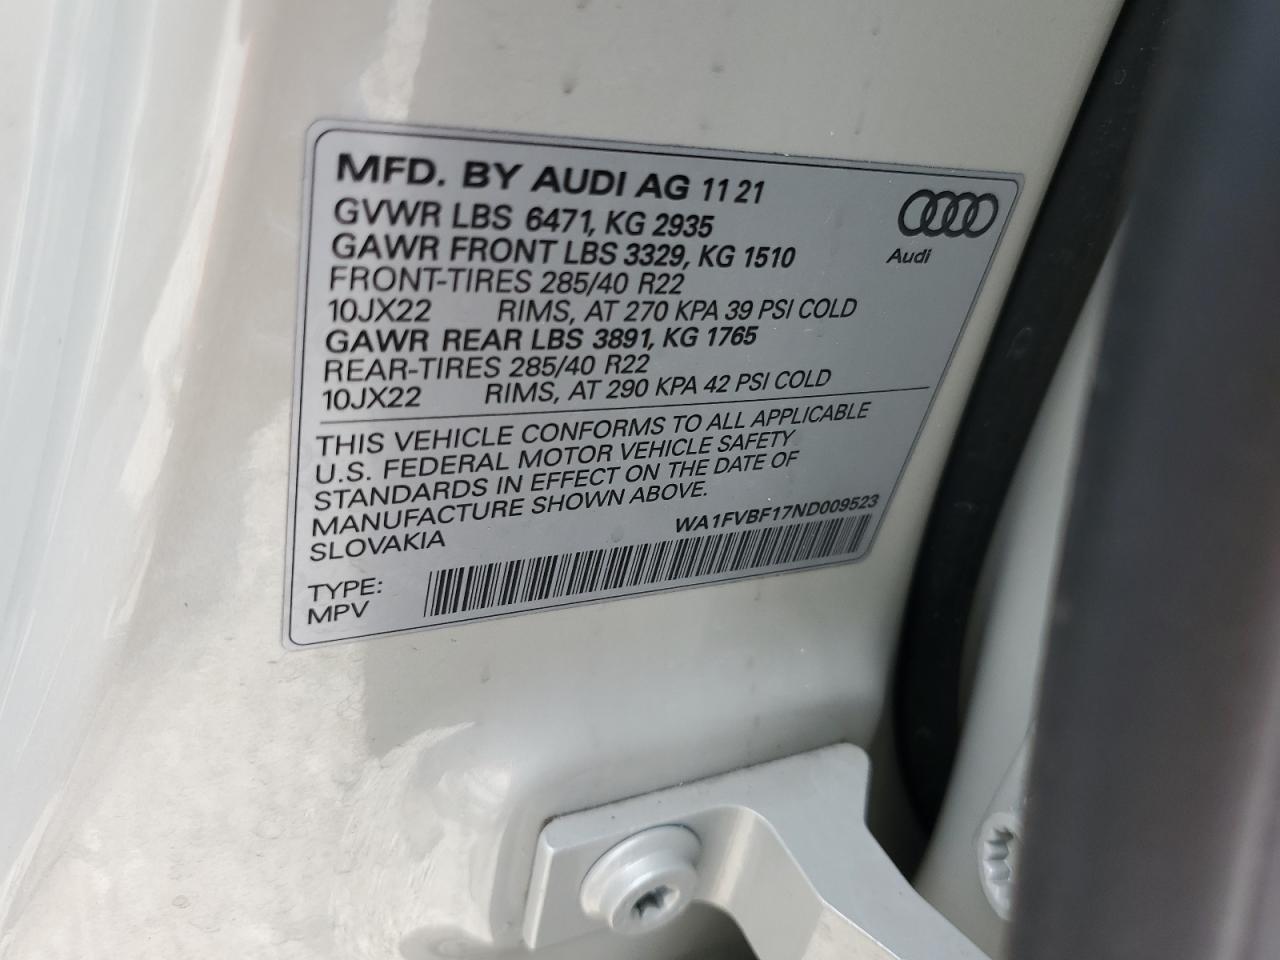 MFD. BY AUDI AG 11 21
GVWR LBS 6471, KG 2935
GAWR FRONT LBS 3329, KG 1510
FRONT-TIRES 285/40 R22
10JX22 RIMS, AT 270 KPA 39 PSI COLD
GAWR REAR LBS 3891, KG 1765
REAR-TIRES 285/40 R22
10JX22 RIMS, AT 290 KPA 42 PSI COLD
Audi
THIS VEHICLE CONFORMS TO ALL APPLICABLE
U.S. FEDERAL MOTOR VEHICLE SAFETY
STANDARDS IN EFFECT ON THE DATE OF
MANUFACTURE SHOWN ABOVE.
SLOVAKIA
WA1FVBF17ND009523
TYPE:
MPV